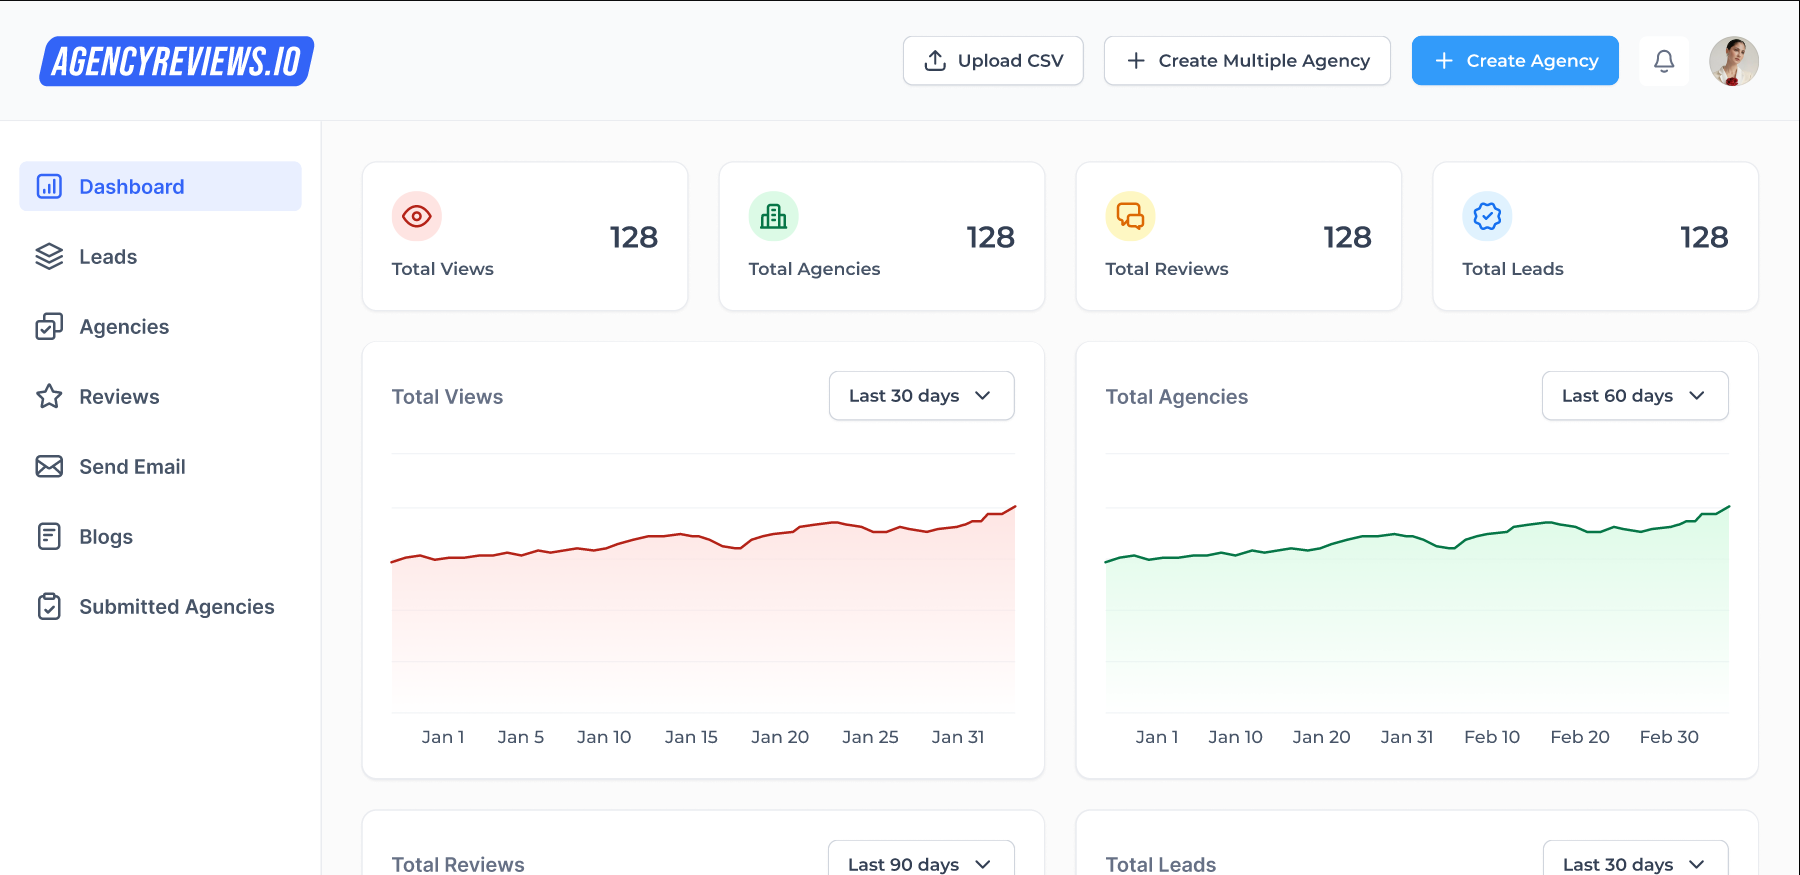 AGENCYREVIEWS.IO
Upload CSV
Create Multiple Agency
Create Agency
Dashboard
Leads
Agencies
Reviews
Send Email
Blogs
Submitted Agencies
128
Total Views
128
Total Agencies
128
Total Reviews
128
Total Leads
Total Views
Last 30 days
Jan 1 Jan 5 Jan 10 Jan 15 Jan 20 Jan 25 Jan 31
Total Agencies
Last 60 days
Jan 1 Jan 10 Jan 20 Jan 31 Feb 10 Feb 20 Feb 30
Total Reviews
Last 90 days
Total Leads
Last 30 days